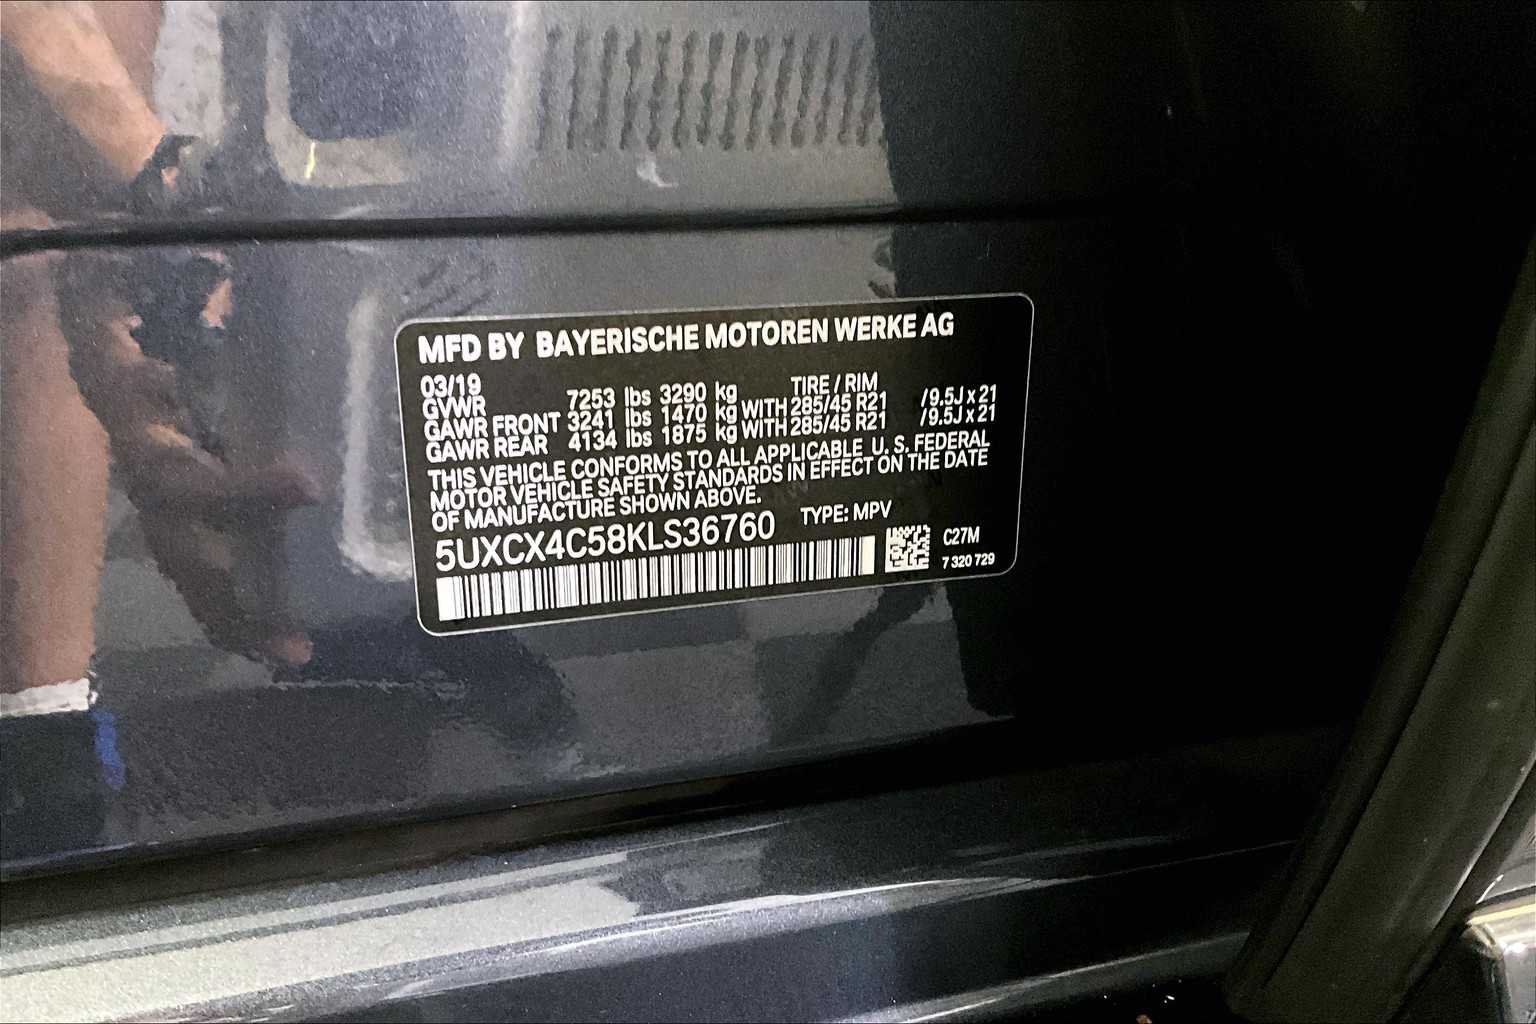 MFD BY BAYERISCHE MOTOREN WERKE AG
03/19 TIRE / RIM
GVWR 7253 lbs 3290 kg
GAWR FRONT 3241 lbs 1470 kg WITH 285/45 R21 /9.5J x 21
GAWR REAR 4134 lbs 1875 kg WITH 285/45 R21 /9.5J x 21
THIS VEHICLE CONFORMS TO ALL APPLICABLE U. S. FEDERAL
MOTOR VEHICLE SAFETY STANDARDS IN EFFECT ON THE DATE
OF MANUFACTURE SHOWN ABOVE.
5UXCX4C58KLS36760 TYPE: MPV
C27M
7 320 729